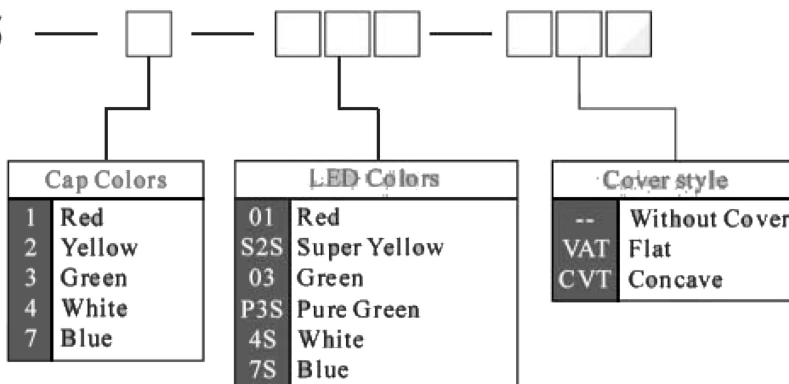 Cap Colors
1 Red
2 Yellow
3 Green
4 White
7 Blue
LED Colors
01 Red
S2S Super Yellow
03 Green
P3S Pure Green
4S White
7S Blue
Cover style
-- Without Cover
VAT Flat
CVT Concave